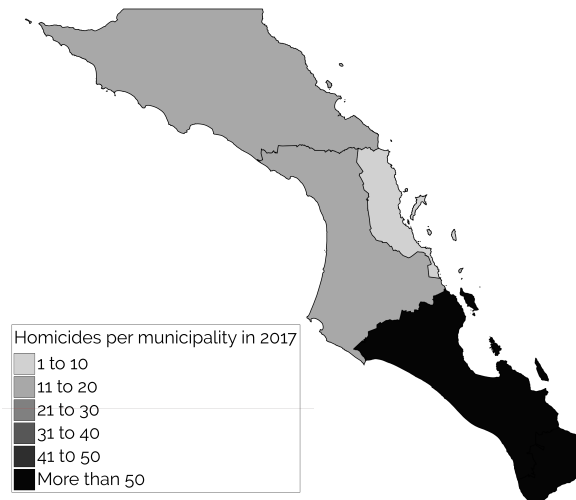 Homicides per municipality in 2017
1 to 10
11 to 20
21 to 30
31 to 40
41 to 50
More than 50